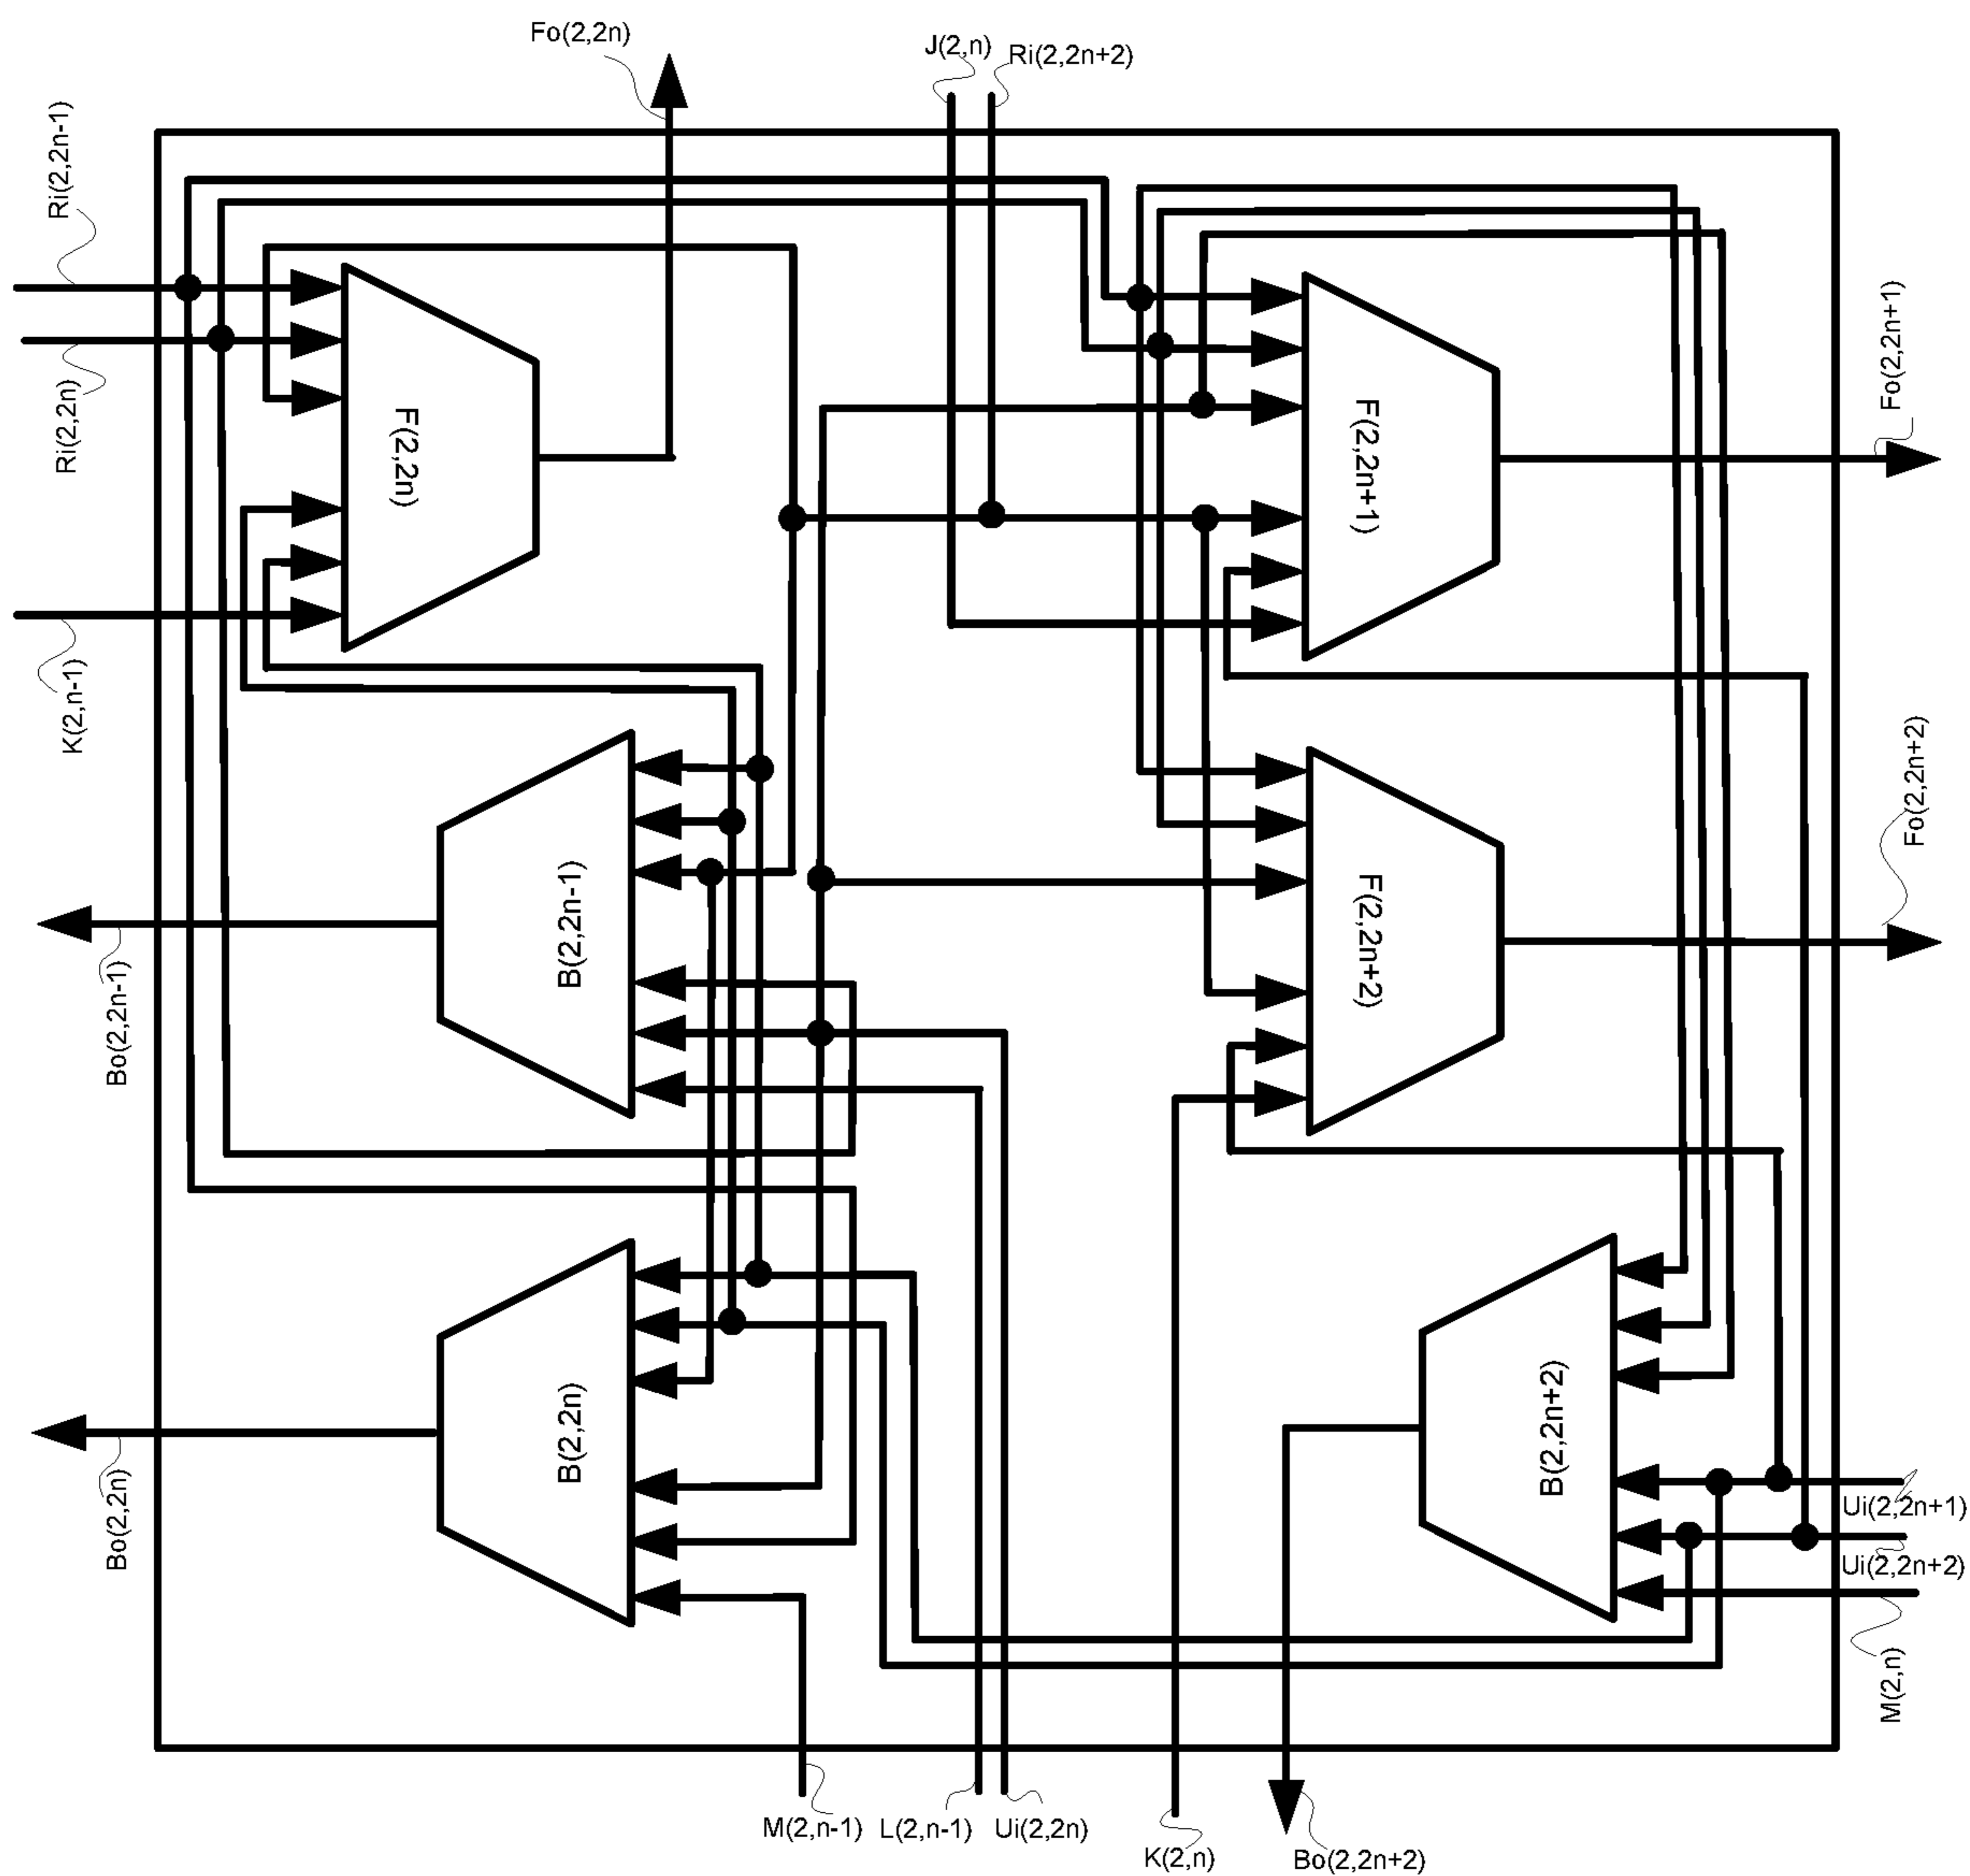 Fo(2,2n)
J(2,n)
Ri(2,2n+2)
Ri(2,2n-1)
Ri(2,2n)
K(2,n-1)
F(2,2n)
F(2,2n+1)
Fo(2,2n+1)
B(2,2n-1)
Bo(2,2n-1)
F(2,2n+2)
Fo(2,2n+2)
B(2,2n)
Bo(2,2n)
B(2,2n+2)
Ui(2,2n+1)
Ui(2,2n+2)
M(2,n)
M(2,n-1)
L(2,n-1)
Ui(2,2n)
K(2,n)
Bo(2,2n+2)